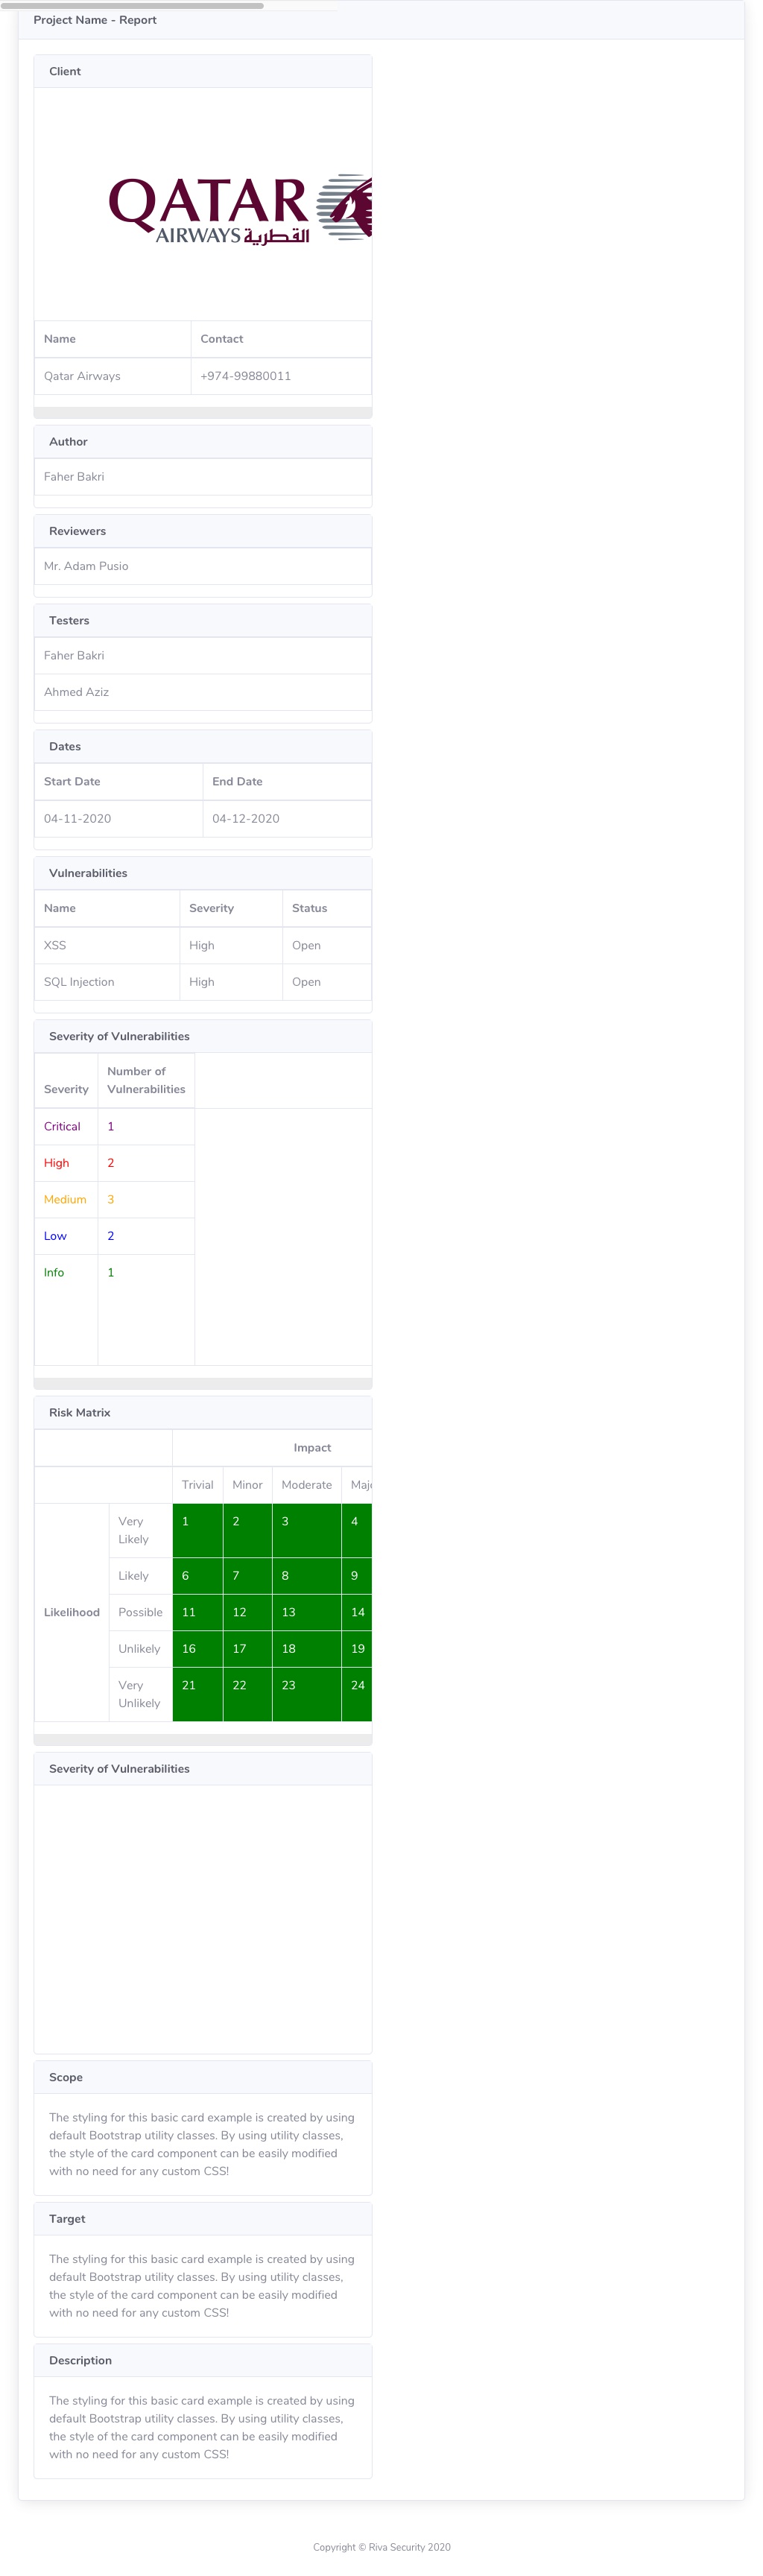 Project Name - Report
Client
QATAR
AIRWAYS القطرية
Name Contact
Qatar Airways +974-99880011
Author
Faher Bakri
Reviewers
Mr. Adam Pusio
Testers
Faher Bakri
Ahmed Aziz
Dates
Start Date End Date
04-11-2020 04-12-2020
Vulnerabilities
Name Severity Status
XSS High Open
SQL Injection High Open
Severity of Vulnerabilities
Number of
Severity Vulnerabilities
Critical 1
High 2
Medium 3
Low 2
Info 1
Risk Matrix
Impact
Trivial Minor Moderate
Very 1 2 3 4
Likely
Likely 6 7 8 9
Likelihood Possible 11 12 13 14
Unlikely 16 17 18 19
Very 21 22 23 24
Unlikely
Severity of Vulnerabilities
Scope
The styling for this basic card example is created by using
default Bootstrap utility classes. By using utility classes,
the style of the card component can be easily modified
with no need for any custom CSS!
Target
The styling for this basic card example is created by using
default Bootstrap utility classes. By using utility classes,
the style of the card component can be easily modified
with no need for any custom CSS!
Description
The styling for this basic card example is created by using
default Bootstrap utility classes. By using utility classes,
the style of the card component can be easily modified
with no need for any custom CSS!
Copyright © Riva Security 2020